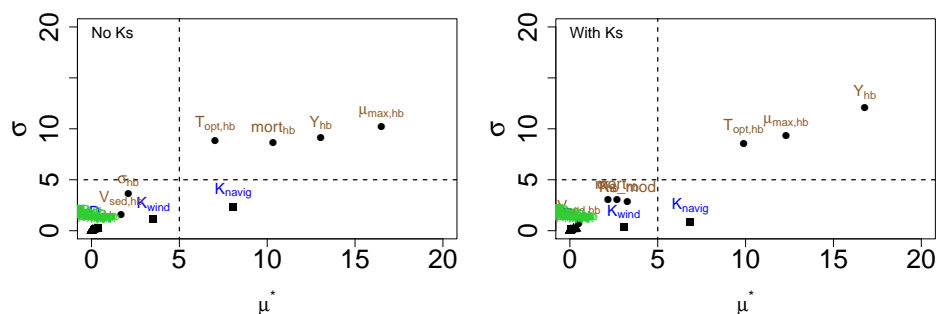 No Ks
σ
20
15
10
5
0
T_opt,hb
mort_hb
Y_hb
μ_max,hb
σ_hb
V_sed,hb
K_wind
K_navig
0
5
10
15
20
μ*
With Ks
σ
20
10
5
0
Y_hb
T_opt,hb
μ_max,hb
K_wind
K_navig
0
5
10
15
20
μ*